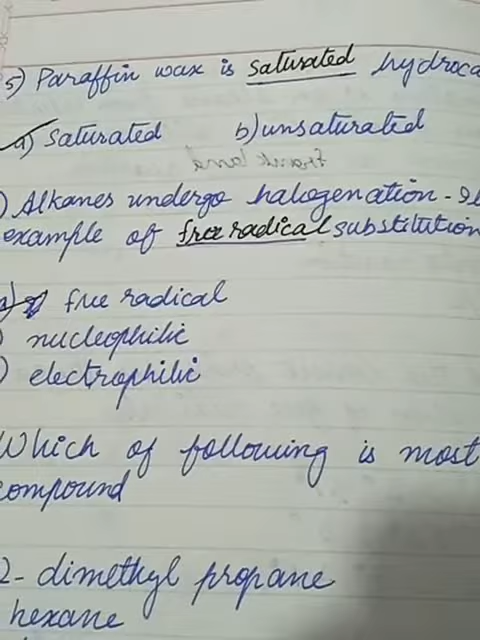 5) Paraffin wax is saturated hydroca
a) Saturated b) unsaturated
) Alkanes undergo halogenation.
example of free radical substitution
a) free radical
) nucleophilic
) electrophilic
Which of following is most
compound
2- dimethyl propane
hexane